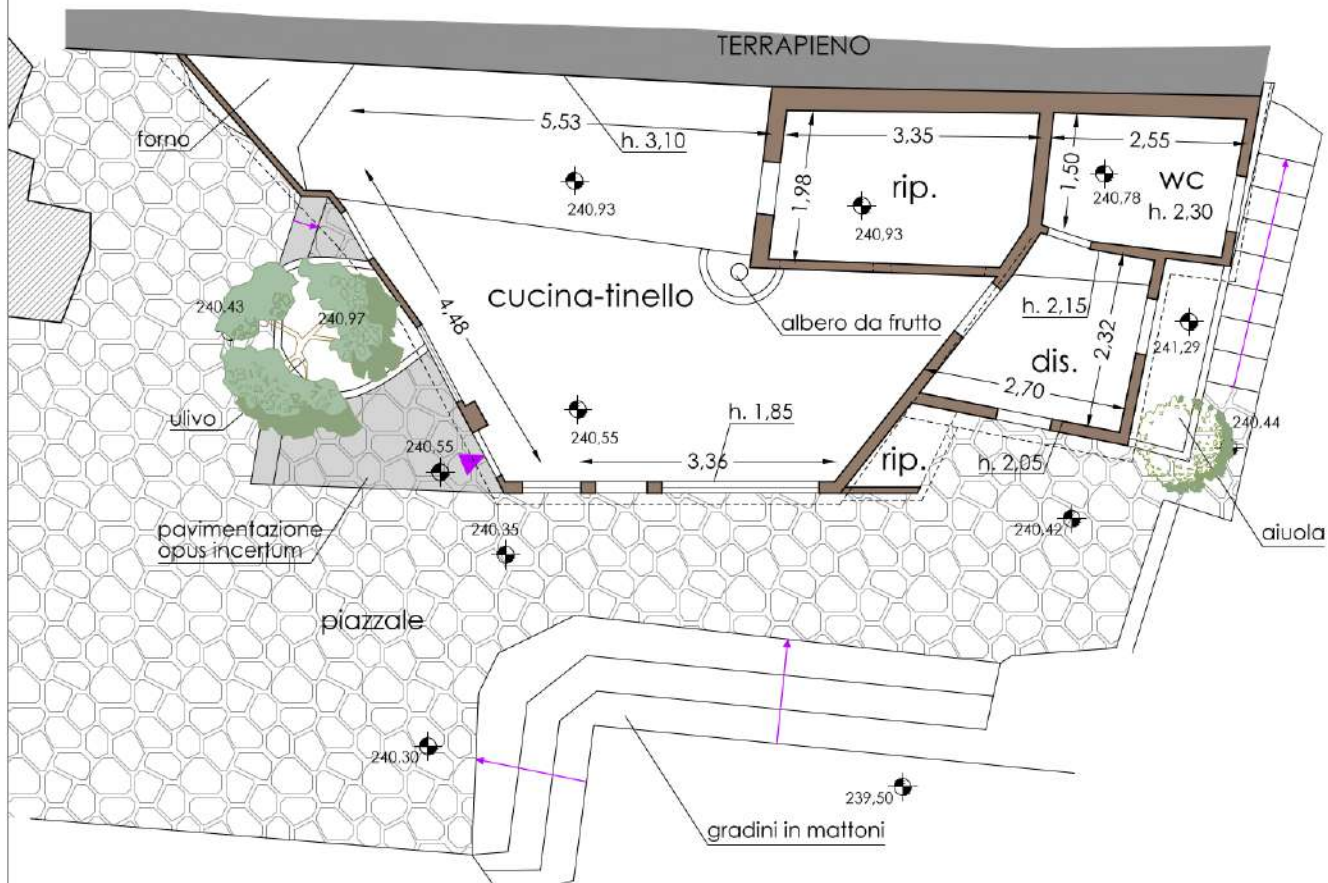 TERRAPIENO
forno
5,53
h. 3,10
3,35
2,55
1,50
1,98
rip.
wc
h. 2,30
240,78
240,93
240,93
cucina-tinello
4,48
albero da frutto
h. 2,15
2,32
dis.
2,70
241,29
240,43
240,97
ulivo
240,55
240,55
h. 1,85
3,36
rip.
h. 2,05
240,44
aiuola
pavimentazione
opus incertum
240,35
240,42
piazzale
240,30
239,50
gradini in mattoni